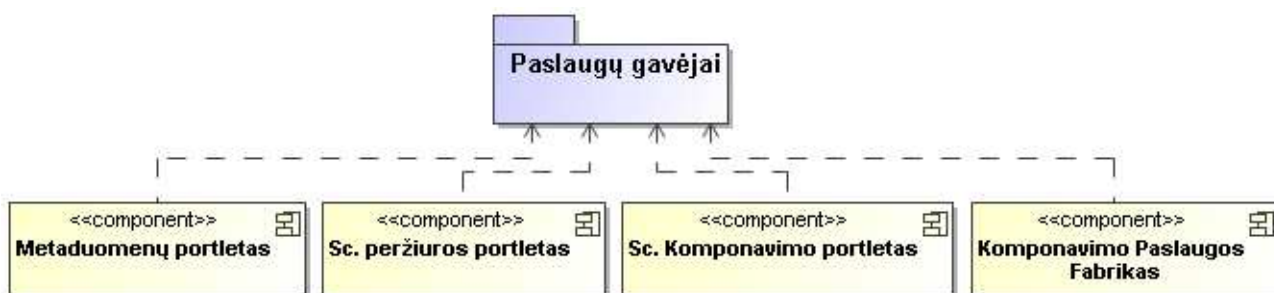 Paslaugų gavėjai
<<component>> <<component>> <<component>> <<component>>
Metaduomenų portletas Sc. peržiuros portletas Sc. Komponavimo portletas Komponavimo Paslaugos
Fabrikas